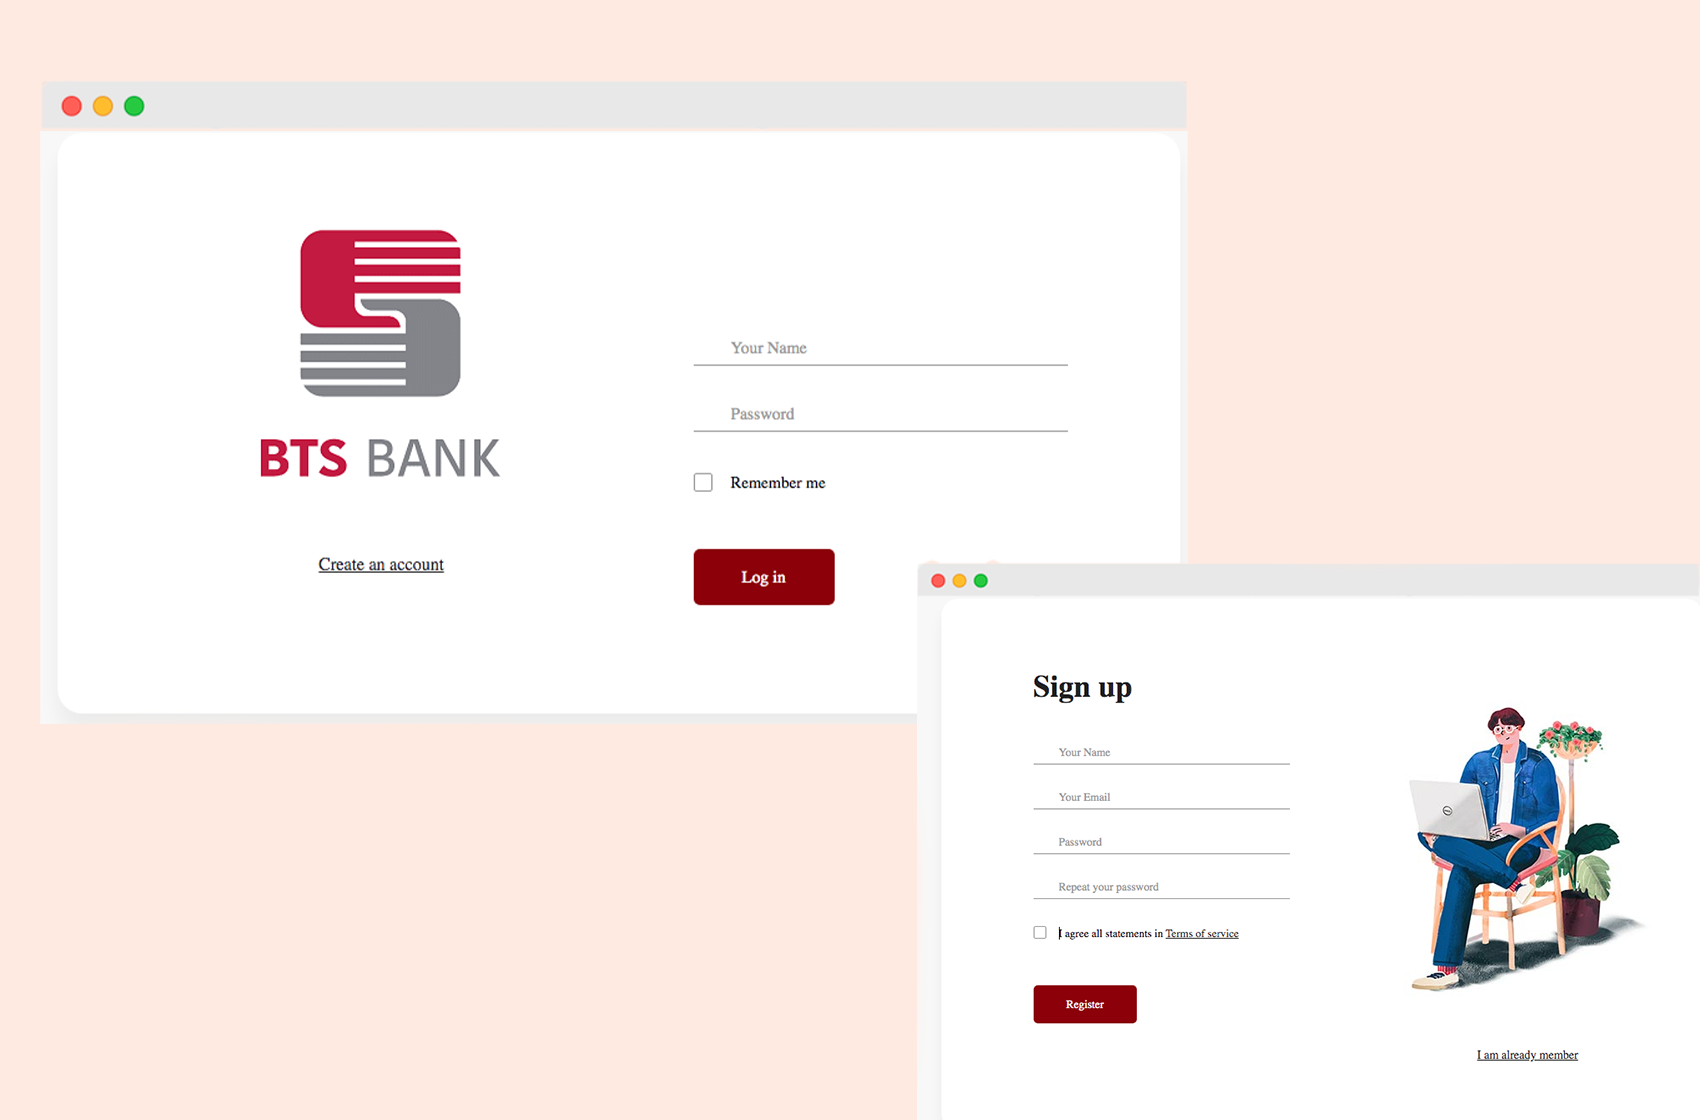 BTS BANK
Create an account
Your Name
Password
Remember me
Log in
Sign up
Your Name
Your Email
Password
Repeat your password
I agree all statements in Terms of service
Register
I am already member